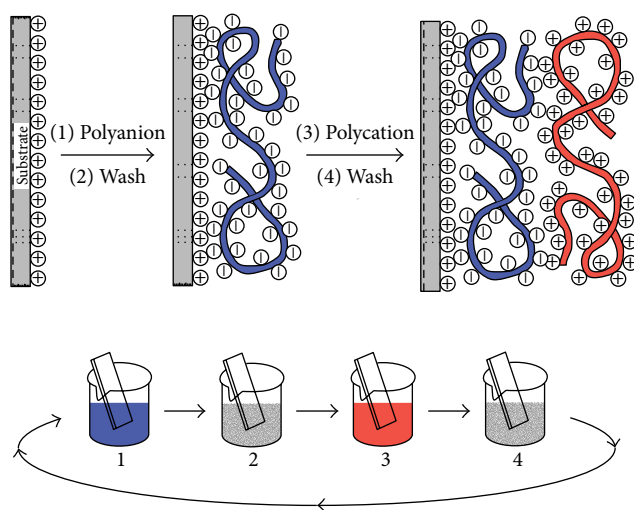 Substrate
(1) Polyanion
(2) Wash
(3) Polycation
(4) Wash
1
2
3
4